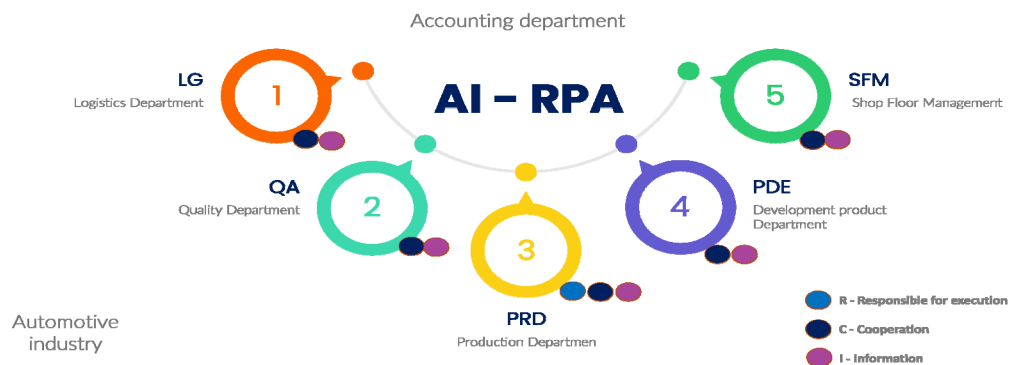 Accounting department
AI – RPA
1
LG
Logistics Department
2
QA
Quality Department
3
PRD
Production Departmen
4
PDE
Development product
Department
5
SFM
Shop Floor Management
Automotive
industry
R - Responsible for execution
C - Cooperation
I - Information